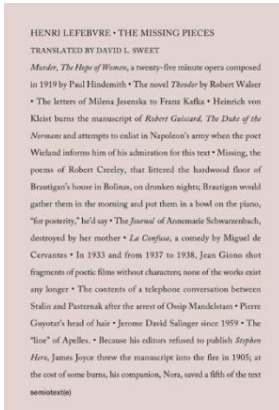 HENRI LEFEBVRE • THE MISSING PIECES
TRANSLATED BY DAVID L. SWEET
Murder, The Hope of Women, a twenty-five minute opera composed
in 1919 by Paul Hindemith • The novel Theodor by Robert Walser
• The letters of Milena Jesenska to Franz Kafka • Heinrich von
Kleist burns the manuscript of Robert Guiscard, The Duke of the
Normans and attempts to enlist in Napoleon's army when the poet
Wieland informs him of his admiration for this text • Missing, the
poems of Robert Creeley, that littered the hardwood floor of
Brautigan's house in Bolinas, on drunken nights; Brautigan would
gather them in the morning and put them in a bowl on the piano,
"for posterity," he'd say • The Journal of Annemarie Schwarzenbach,
destroyed by her mother • La Confusa, a comedy by Miguel de
Cervantes • In 1933 and from 1937 to 1938, Jean Giono shot
fragments of poetic films without characters; none of the works exist
any longer • The contents of a telephone conversation between
Stalin and Pasternak after the arrest of Ossip Mandelstam • Pierre
Guyotat's head of hair • Jerome David Salinger since 1959 • The
"line" of Apelles. • Because his editors refused to publish Stephen
Hero, James Joyce threw the manuscript into the fire in 1905; at
the cost of some burns, his companion, Nora, saved a fifth of the text
semiotext(e)